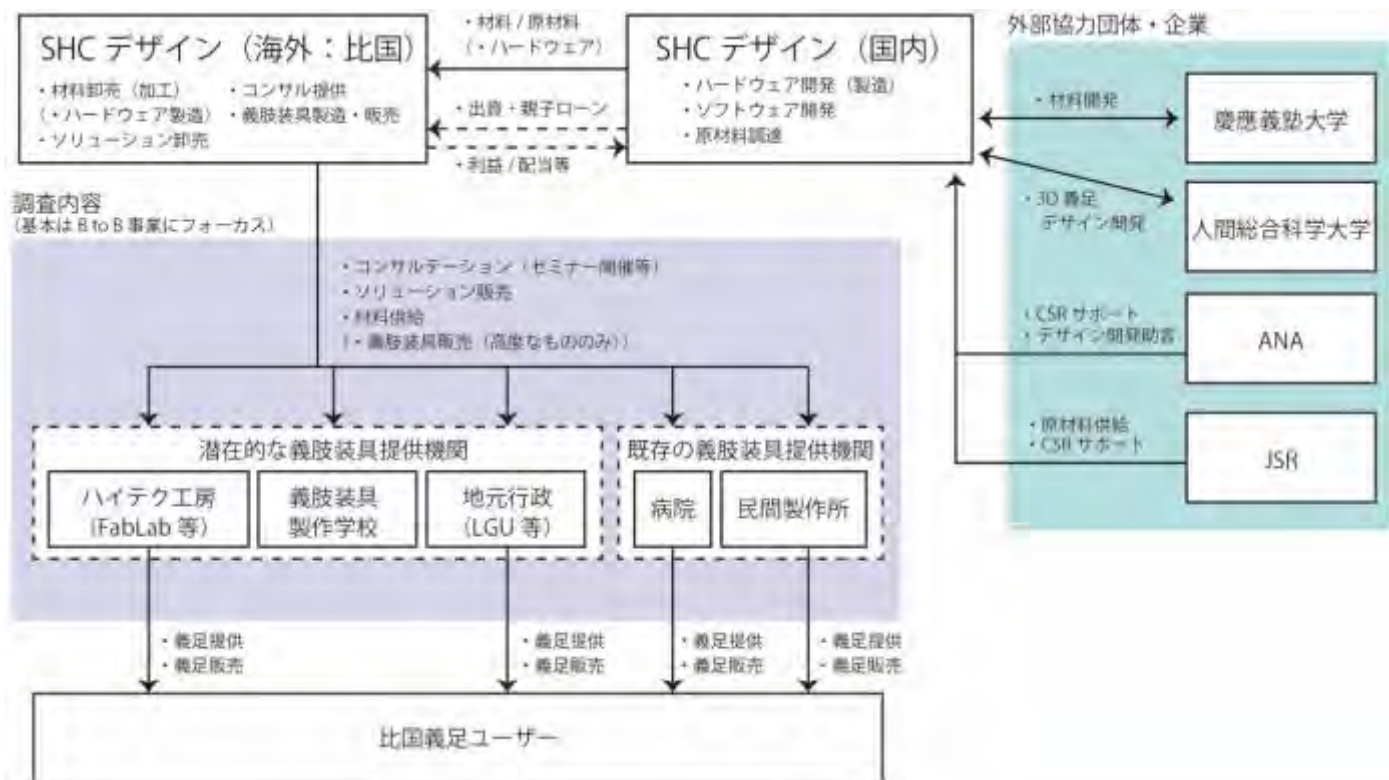 SHC デザイン（海外：比国）
・材料卸売（加工）
（・ハードウェア製造）
・ソリューション卸売
・コンサル提供
・義肢装具製造・販売
・材料 / 原材料
（・ハードウェア）
・出資・親子ローン
・利益 / 配当等
SHC デザイン（国内）
・ハードウェア開発（製造）
・ソフトウェア開発
・原材料調達
外部協力団体・企業
・材料開発
慶應義塾大学
・3D 義足
デザイン開発
人間総合科学大学
・CSR サポート
・デザイン開発助言
ANA
・原材料供給
・CSR サポート
JSR
調査内容
（基本は B to B 事業にフォーカス）
・コンサルテーション（セミナー開催等）
・ソリューション販売
・材料供給
（・義肢装具販売（高度なもののみ））
潜在的な義肢装具提供機関
ハイテク工房
(FabLab 等)
義肢装具
製作学校
地元行政
(LGU 等)
既存の義肢装具提供機関
病院
民間製作所
・義足提供
・義足販売
・義足提供
・義足販売
・義足提供
・義足販売
・義足提供
・義足販売
比国義足ユーザー